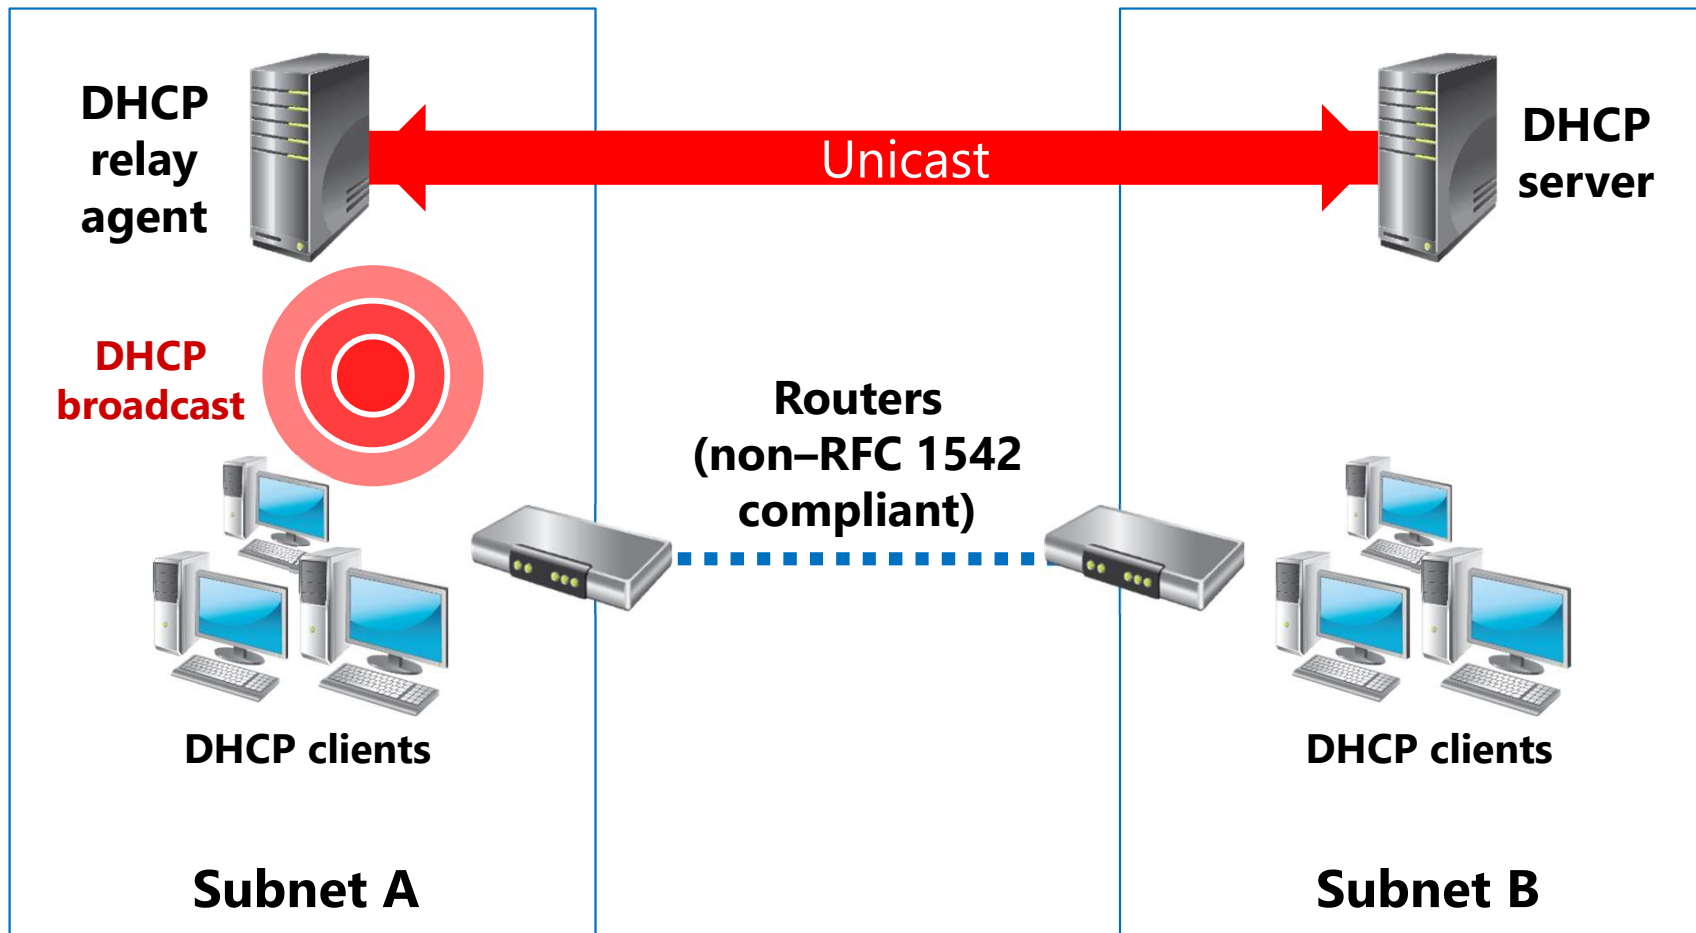 DHCP
relay
agent
Unicast
DHCP
server
DHCP
broadcast
Routers
(non–RFC 1542
compliant)
DHCP clients
DHCP clients
Subnet A
Subnet B